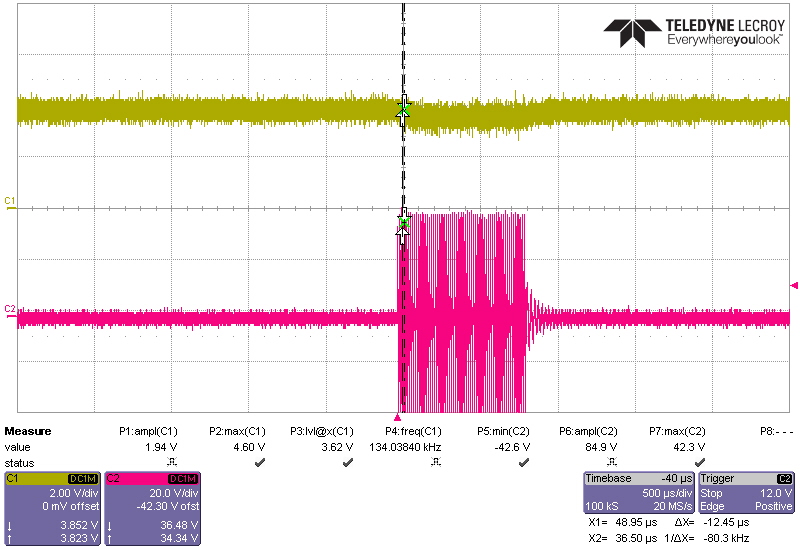 TELEDYNE LECROY
Everywhereyoulook™
C1
C2
Measure P1:ampl(C1) P2:max(C1) P3:lvl@x(C1) P4:freq(C1) P5:min(C2) P6:ampl(C2) P7:max(C2) P8:- - -
value 1.94 V 4.60 V 3.62 V 134.03840 kHz -42.6 V 84.9 V 42.3 V
status
C1 DC1M
2.00 V/div
0 mV offset
↓ 3.852 V
↑ 3.823 V
C2 DC1M
20.0 V/div
-42.30 V ofst
↓ 36.48 V
↑ 34.34 V
Timebase -40 µs
500 µs/div
100 kS 20 MS/s
Trigger C2
Stop 12.0 V
Edge Positive
X1= 48.95 µs ΔX= -12.45 µs
X2= 36.50 µs 1/ΔX= -80.3 kHz